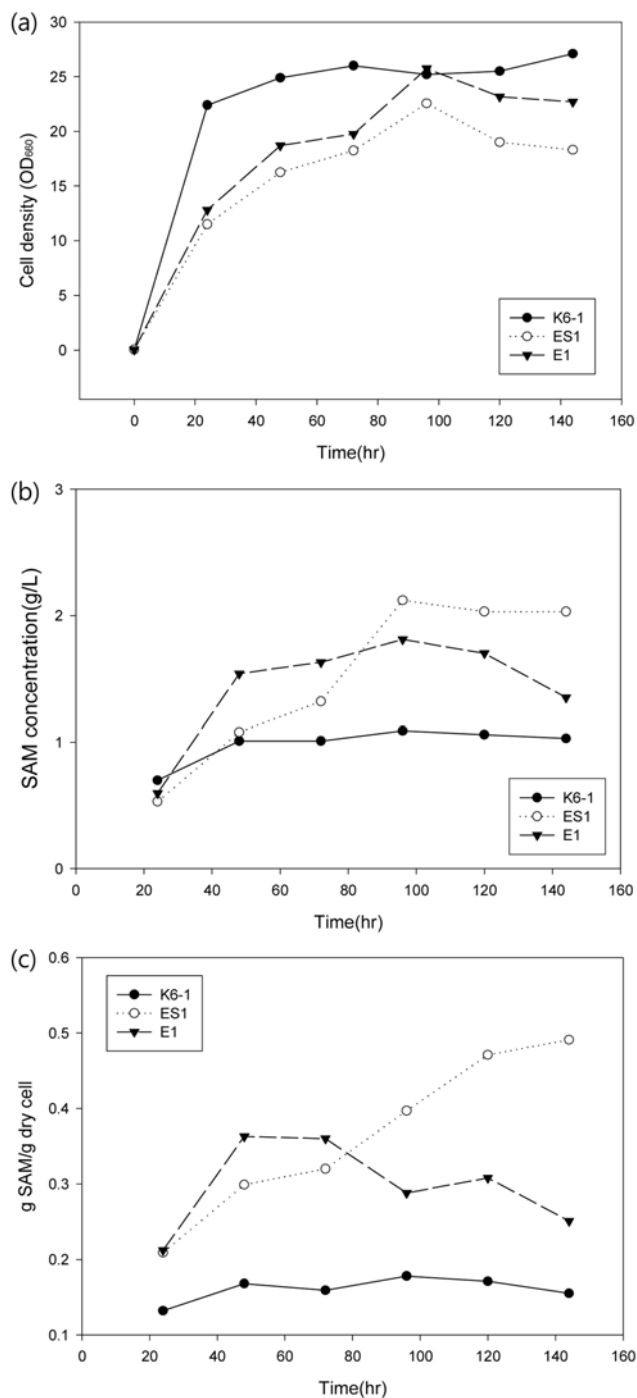 (a)
30
25
20
15
10
5
0
Cell density (OD₆₆₀)
K6-1
ES1
E1
0 20 40 60 80 100 120 140 160
Time(hr)
(b)
3
2
1
0
SAM concentration(g/L)
K6-1
ES1
E1
0 20 40 60 80 100 120 140 160
Time(hr)
(c)
0.6
0.5
0.4
0.3
0.2
0.1
g SAM/g dry cell
K6-1
ES1
E1
0 20 40 60 80 100 120 140 160
Time(hr)